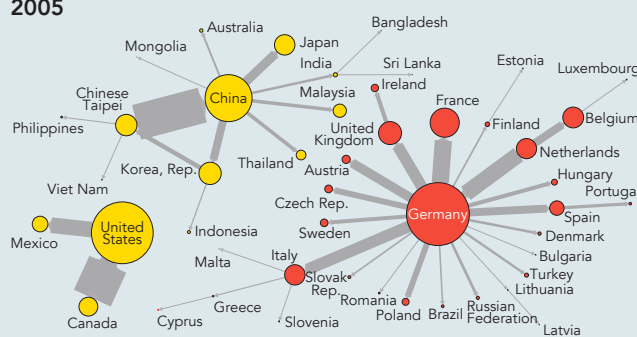 2005
Australia
Bangladesh
Mongolia
Japan
India
Sri Lanka
Estonia
Luxembourg
Chinese
Taipei
China
Malaysia
Ireland
France
Belgium
Philippines
United
Kingdom
Finland
Netherlands
Korea, Rep.
Thailand
Austria
Hungary
Viet Nam
Czech Rep.
Germany
Portugal
Spain
United
States
Mexico
Indonesia
Sweden
Denmark
Malta
Italy
Slovak
Rep.
Bulgaria
Turkey
Lithuania
Canada
Cyprus
Greece
Slovenia
Romania
Poland
Brazil
Russian
Federation
Latvia